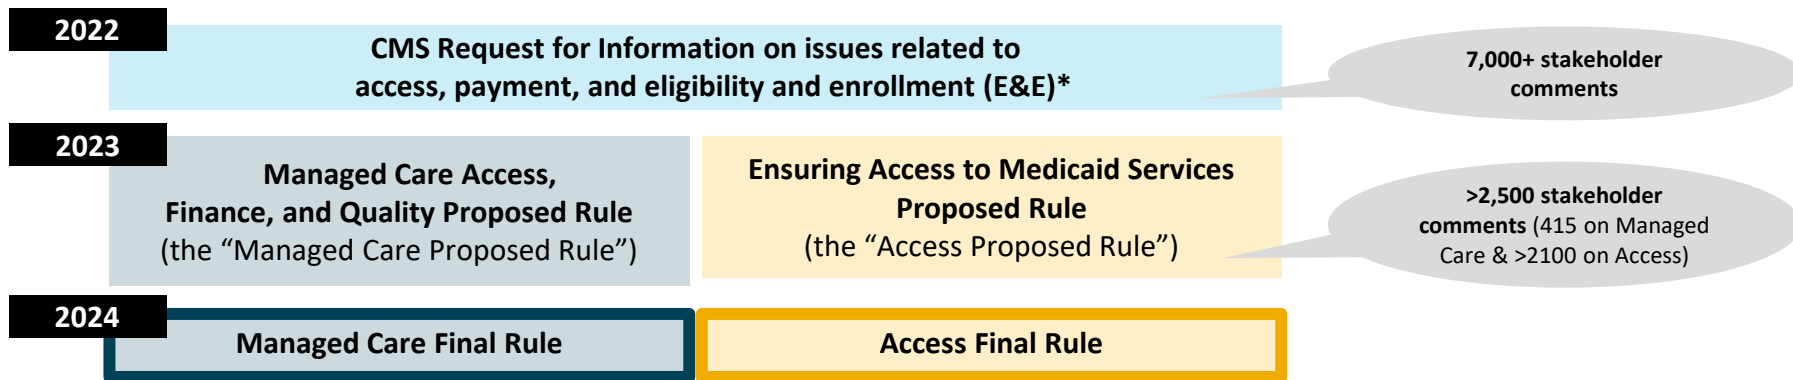 2022
CMS Request for Information on issues related to
access, payment, and eligibility and enrollment (E&E)*
7,000+ stakeholder
comments
2023
Managed Care Access,
Finance, and Quality Proposed Rule
(the “Managed Care Proposed Rule”)
Ensuring Access to Medicaid Services
Proposed Rule
(the “Access Proposed Rule”)
>2,500 stakeholder
comments (415 on Managed
Care & >2100 on Access)
2024
Managed Care Final Rule
Access Final Rule